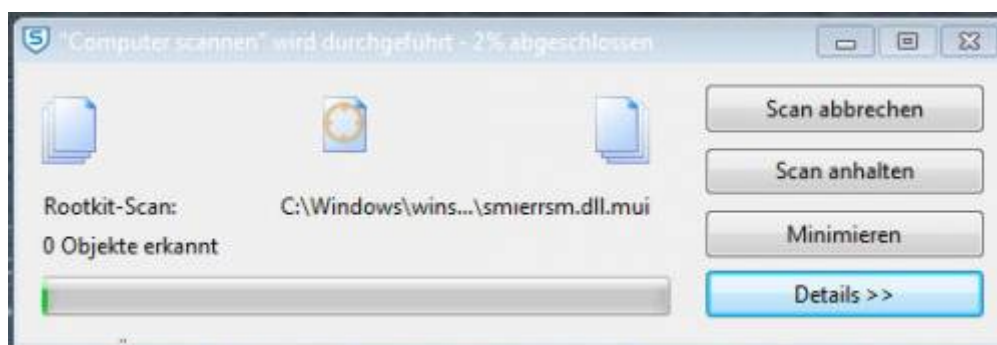 "Computer scannen" wird durchgeführt - 2% abgeschlossen
Scan abbrechen
Scan anhalten
Rootkit-Scan: C:\Windows\wins...\smierrsm.dll.mui
Minimieren
0 Objekte erkannt
Details >>